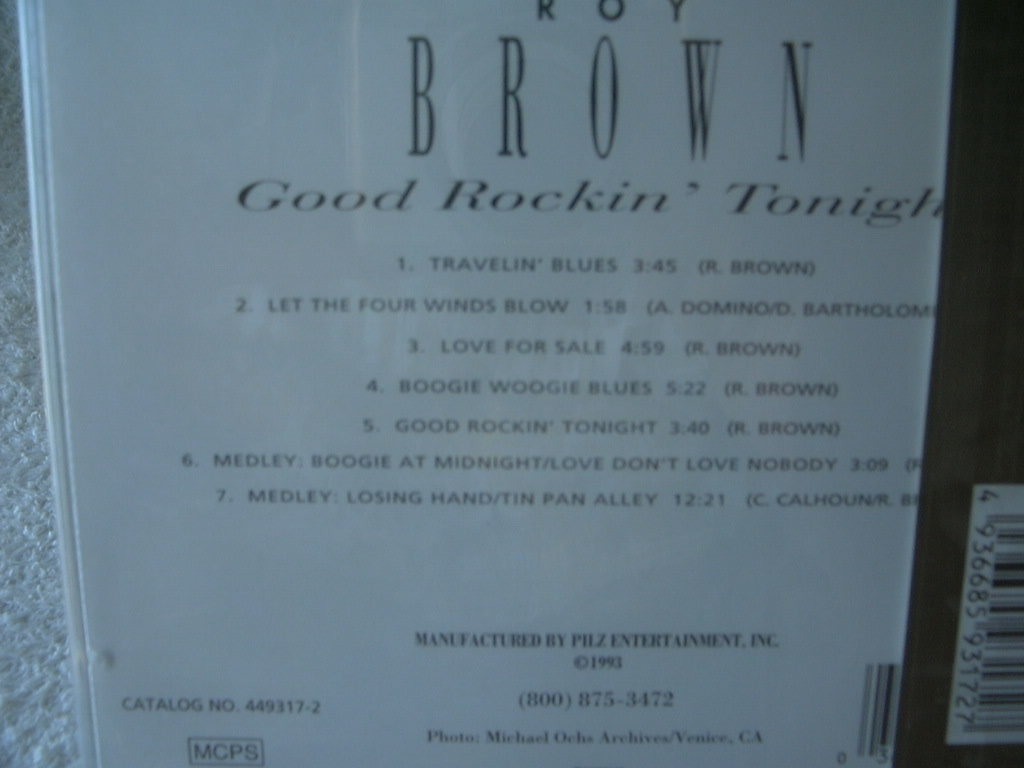 ROY
BROWN
Good Rockin' Tonigh
1. TRAVELIN' BLUES 3:45 (R. BROWN)
2. LET THE FOUR WINDS BLOW 1:58 (A. DOMINO/D. BARTHOLOM
3. LOVE FOR SALE 4:59 (R. BROWN)
4. BOOGIE WOOGIE BLUES 5:22 (R. BROWN)
5. GOOD ROCKIN' TONIGHT 3:40 (R. BROWN)
6. MEDLEY: BOOGIE AT MIDNIGHT/LOVE DON'T LOVE NOBODY 3:09 (R
7. MEDLEY: LOSING HAND/TIN PAN ALLEY 12:21 (C. CALHOUN/R. B
MANUFACTURED BY PILZ ENTERTAINMENT, INC.
©1993
(800) 875-3472
CATALOG NO. 449317-2
Photo: Michael Ochs Archives/Venice, CA
MCPS
4 936685 931727
0